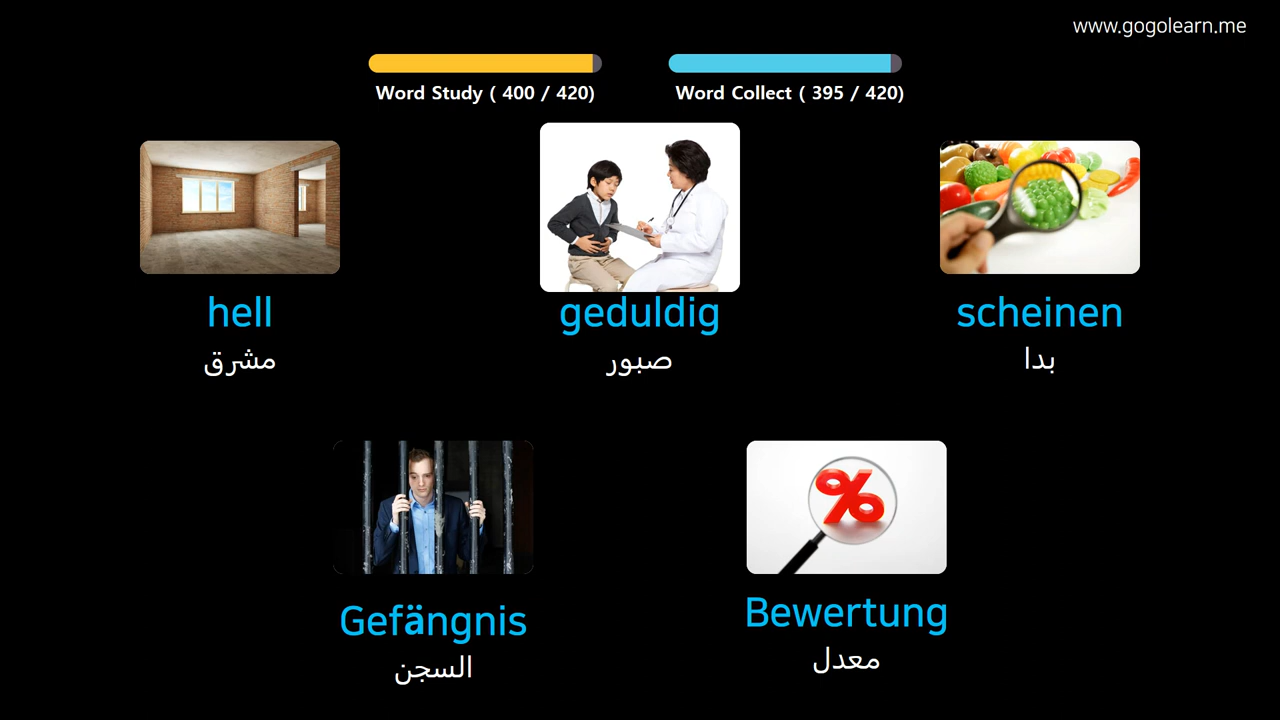 www.gogolearn.me
Word Study ( 400 / 420)
Word Collect ( 395 / 420)
hell
مشرق
geduldig
صبور
scheinen
بدا
Gefängnis
السجن
Bewertung
معدل
%